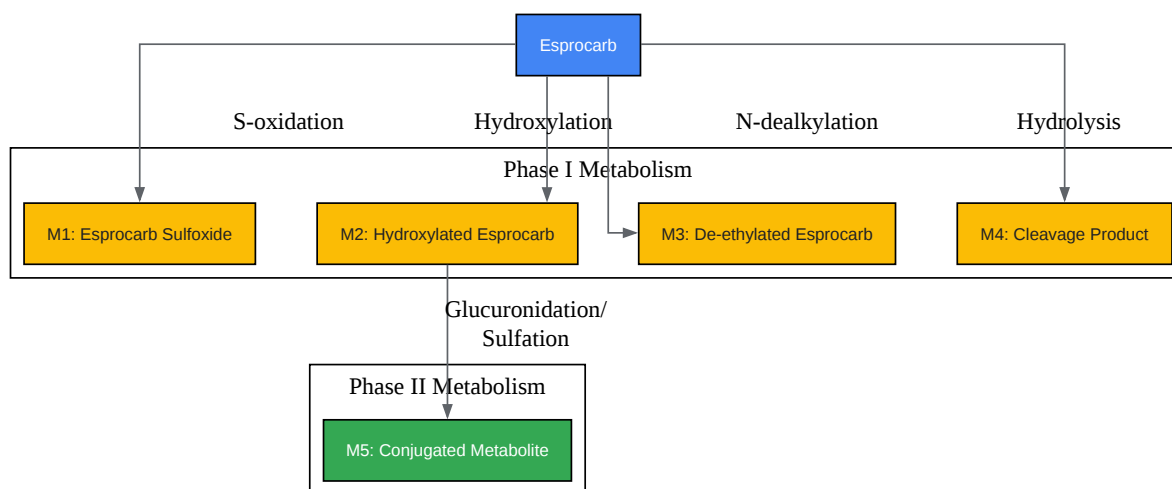 Esprocarb
S-oxidation
Hydroxylation
N-dealkylation
Hydrolysis
Phase I Metabolism
M1: Esprocarb Sulfoxide
M2: Hydroxylated Esprocarb
M3: De-ethylated Esprocarb
M4: Cleavage Product
Glucuronidation/
Sulfation
Phase II Metabolism
M5: Conjugated Metabolite